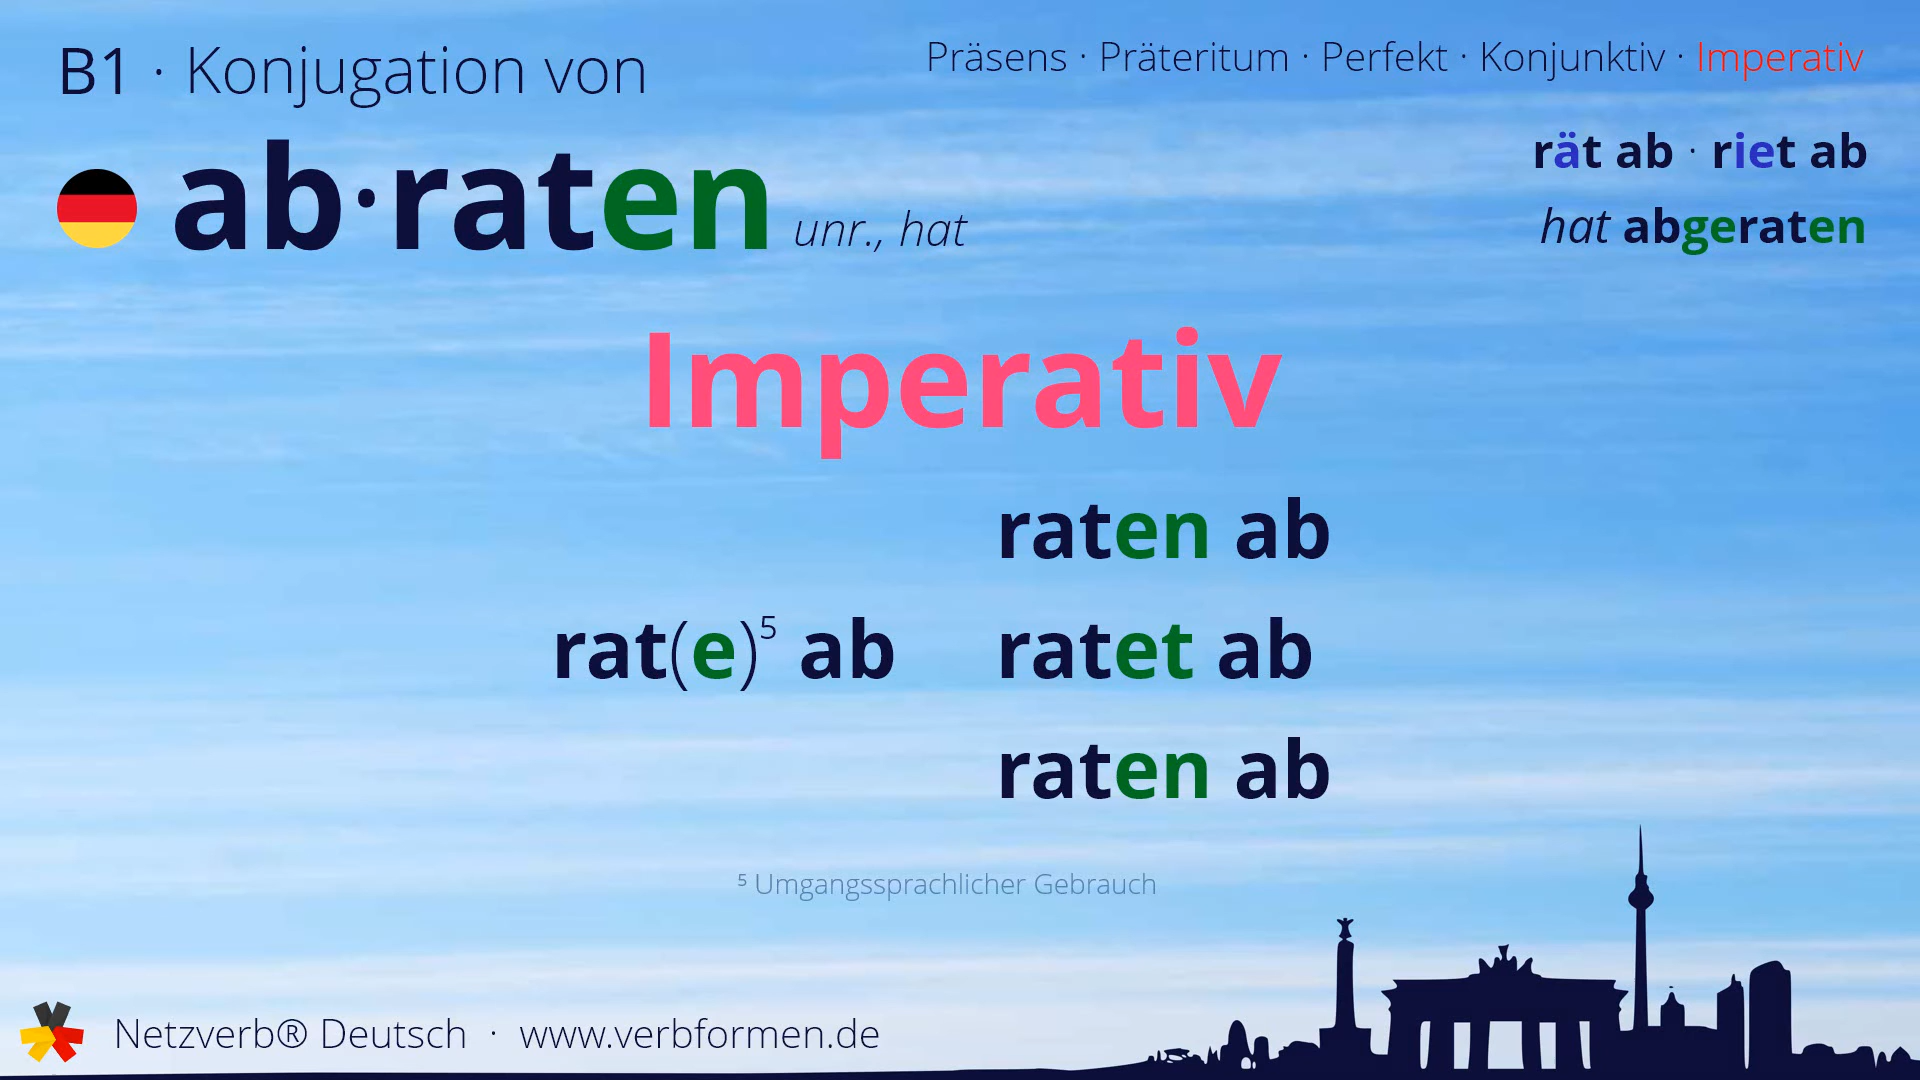 B1 · Konjugation von
Präsens · Präteritum · Perfekt · Konjunktiv · Imperativ
ab·raten unr., hat
rät ab · riet ab
hat abgeraten
Imperativ
raten ab
rat(e)⁵ ab ratet ab
raten ab
⁵ Umgangssprachlicher Gebrauch
Netzverb® Deutsch · www.verbformen.de